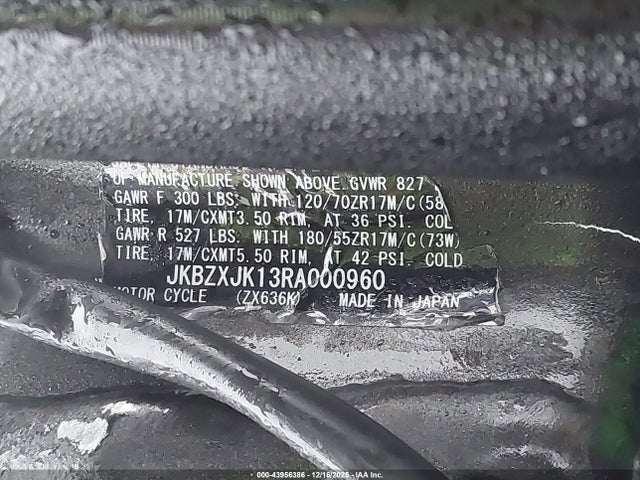 OF MANUFACTURE SHOWN ABOVE.GVWR 827
GAWR F 300 LBS. WITH 120/70ZR17M/C(58
TIRE, 17M/CXMT3.50 RIM, AT 36 PSI. COL
GAWR R 527 LBS. WITH 180/55ZR17M/C(73W)
TIRE, 17M/CXMT5.50 RIM, AT 42 PSI. COLD
JKBZXJK13RA000960
MOTOR CYCLE (ZX636K) MADE IN JAPAN
000-43956386 - 12/16/2025 - IAA Inc.